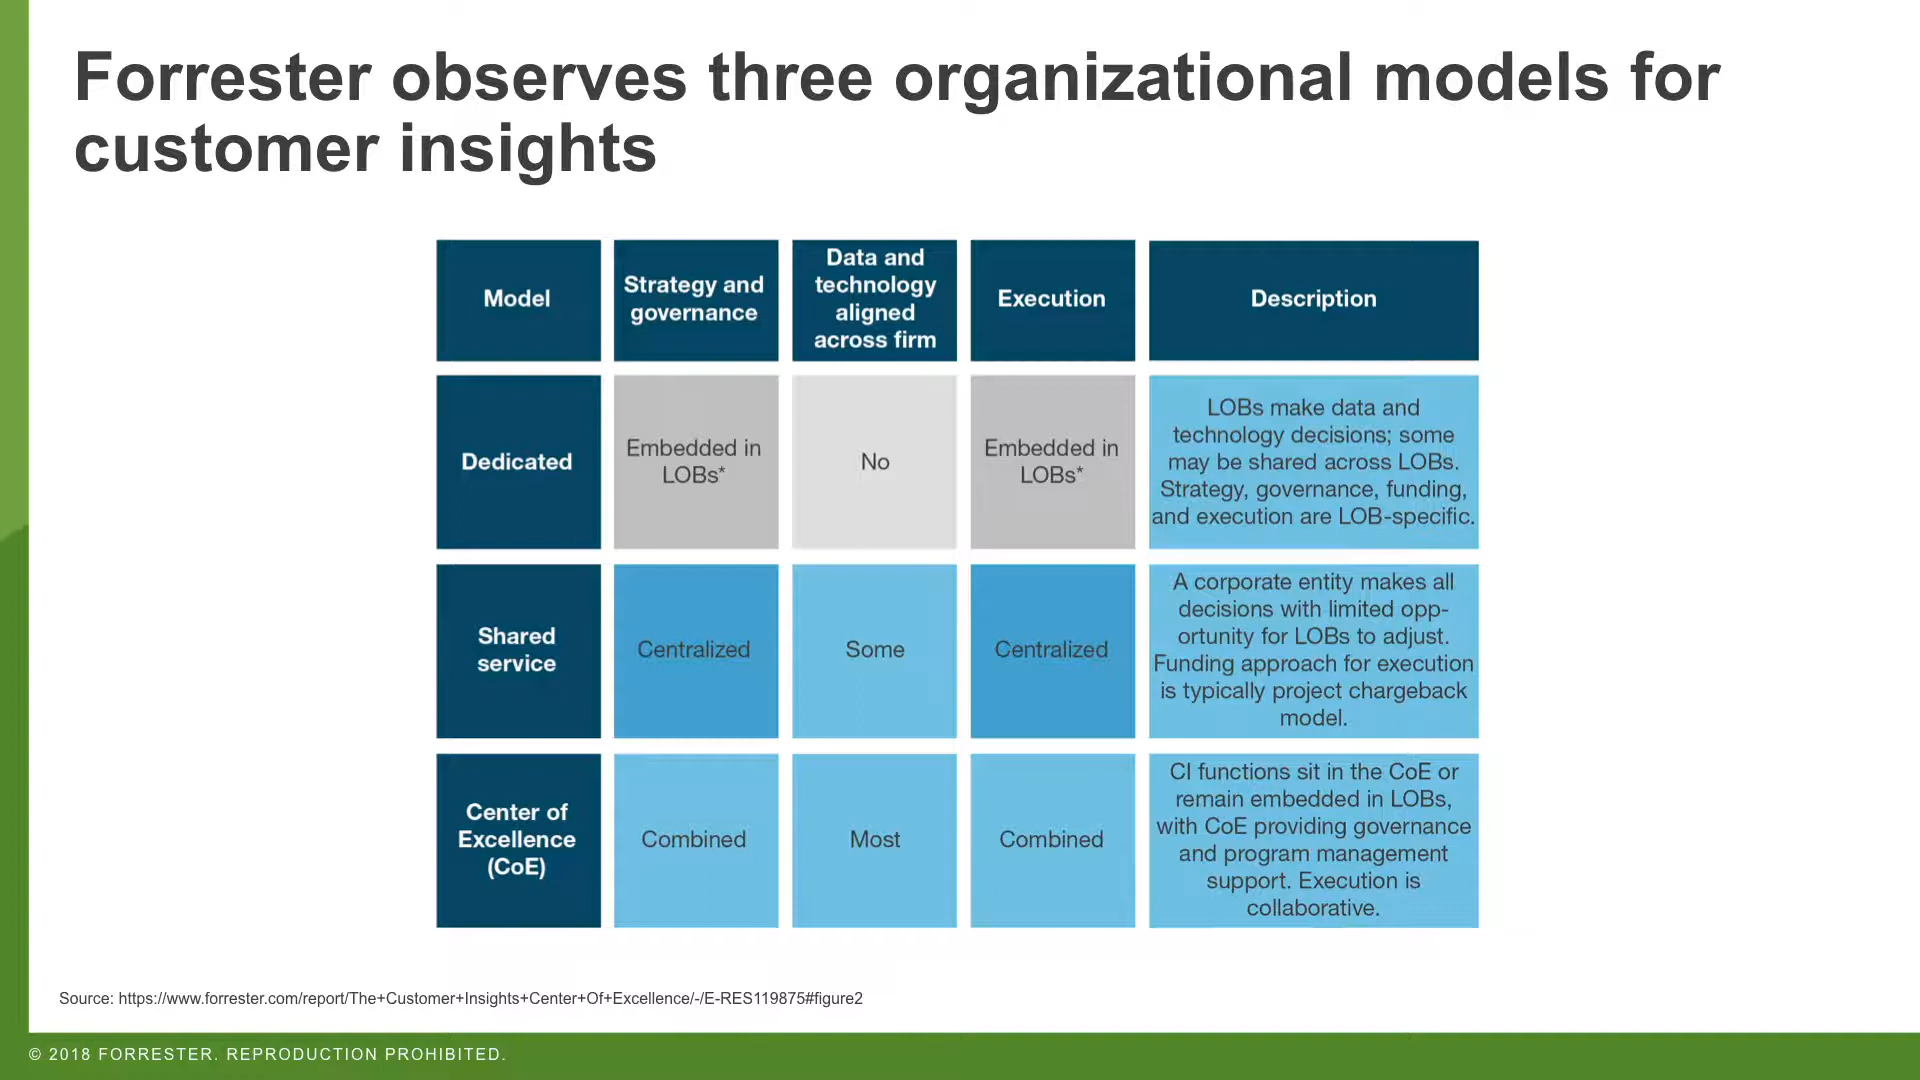 Forrester observes three organizational models for
customer insights
Model
Strategy and
governance
Data and
technology
aligned
across firm
Execution
Description
Dedicated
Embedded in
LOBs*
No
Embedded in
LOBs*
LOBs make data and
technology decisions; some
may be shared across LOBs.
Strategy, governance, funding,
and execution are LOB-specific.
Shared
service
Centralized
Some
Centralized
A corporate entity makes all
decisions with limited opp-
ortunity for LOBs to adjust.
Funding approach for execution
is typically project chargeback
model.
Center of
Excellence
(CoE)
Combined
Most
Combined
CI functions sit in the CoE or
remain embedded in LOBs,
with CoE providing governance
and program management
support. Execution is
collaborative.
Source: https://www.forrester.com/report/The+Customer+Insights+Center+Of+Excellence/-/E-RES119875#figure2
© 2018 FORRESTER. REPRODUCTION PROHIBITED.